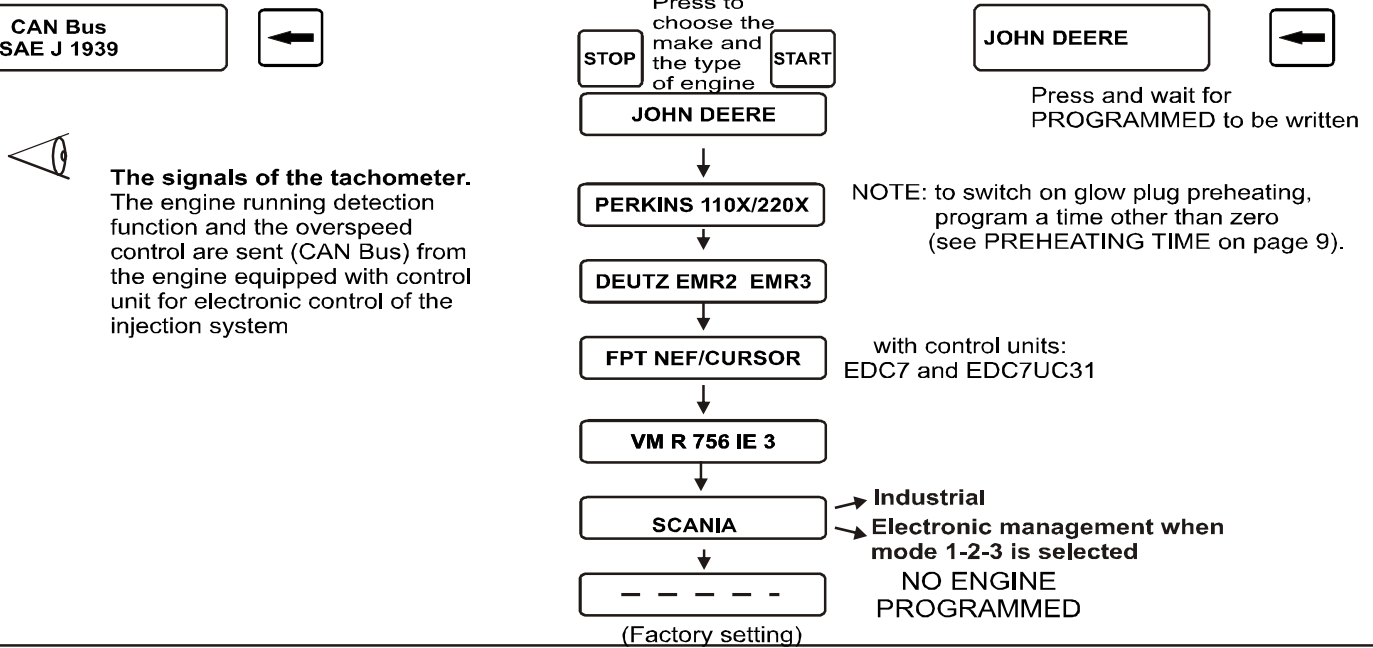 CAN Bus
SAE J 1939
Press to
choose the
make and
the type
of engine
STOP
START
JOHN DEERE
Press and wait for
PROGRAMMED to be written
JOHN DEERE
The signals of the tachometer.
The engine running detection
function and the overspeed
control are sent (CAN Bus) from
the engine equipped with control
unit for electronic control of the
injection system
PERKINS 110X/220X
NOTE: to switch on glow plug preheating,
program a time other than zero
(see PREHEATING TIME on page 9).
DEUTZ EMR2  EMR3
FPT NEF/CURSOR
with control units:
EDC7 and EDC7UC31
VM R 756 IE 3
SCANIA
Industrial
Electronic management when
mode 1-2-3 is selected
– – – – -
NO ENGINE
PROGRAMMED
(Factory setting)